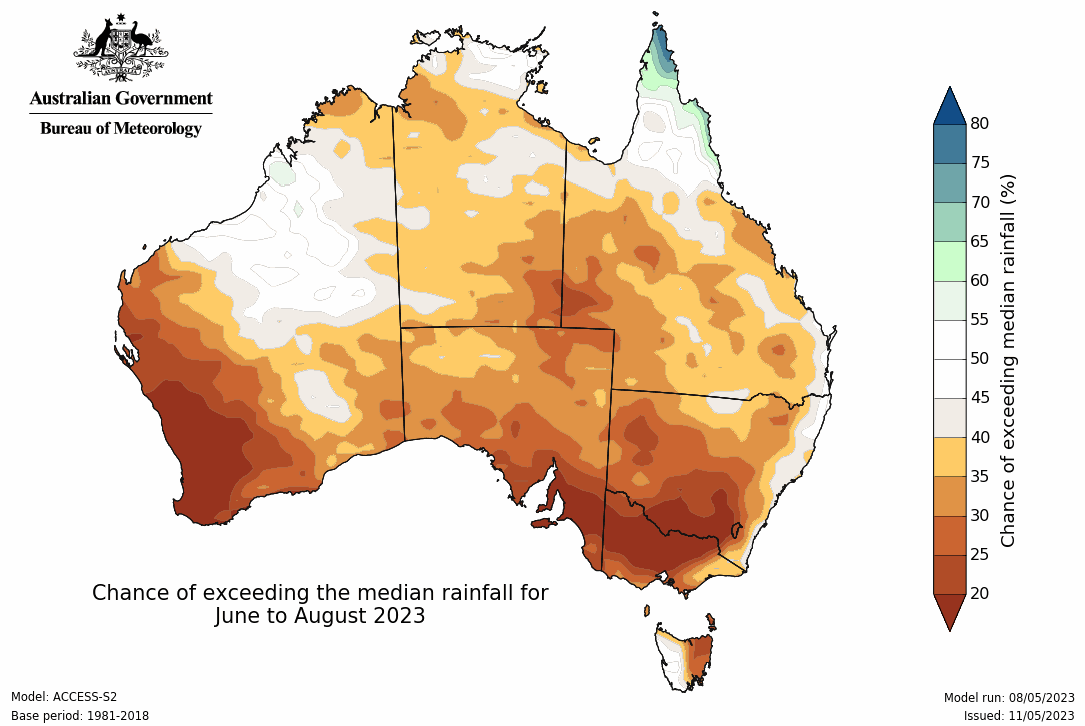 Australian Government
Bureau of Meteorology
80
75
70
65
60
55
50
45
40
35
30
25
20
Chance of exceeding median rainfall (%)
Chance of exceeding the median rainfall for
June to August 2023
Model: ACCESS-S2
Base period: 1981-2018
Model run: 08/05/2023
Issued: 11/05/2023